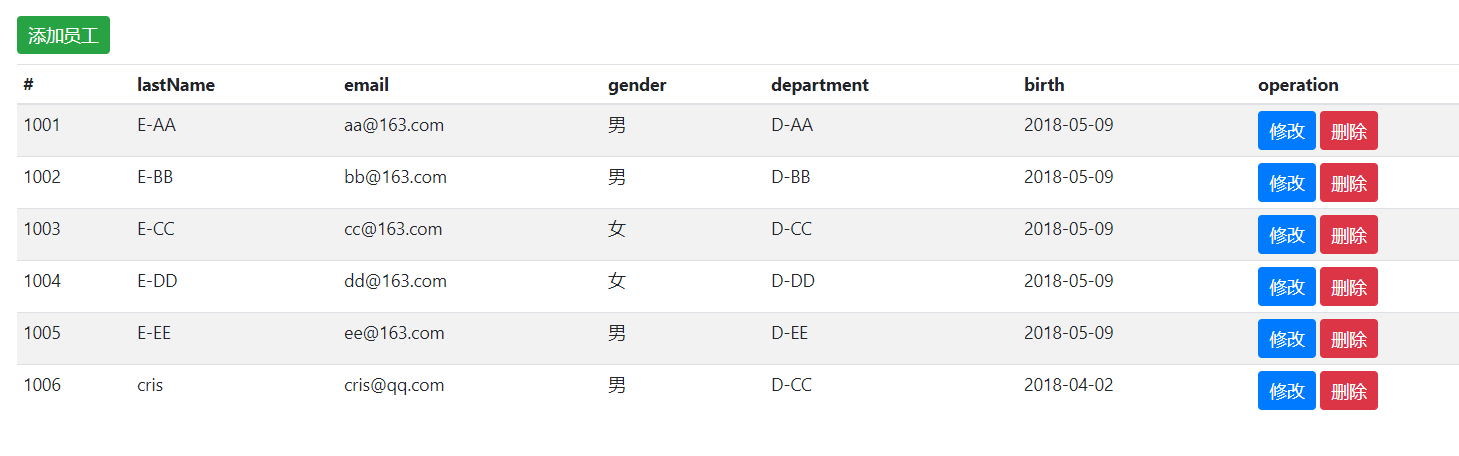 添加员工
# lastName email gender department birth operation
1001 E-AA aa@163.com 男 D-AA 2018-05-09 修改 删除
1002 E-BB bb@163.com 男 D-BB 2018-05-09 修改 删除
1003 E-CC cc@163.com 女 D-CC 2018-05-09 修改 删除
1004 E-DD dd@163.com 女 D-DD 2018-05-09 修改 删除
1005 E-EE ee@163.com 男 D-EE 2018-05-09 修改 删除
1006 cris cris@qq.com 男 D-CC 2018-04-02 修改 删除